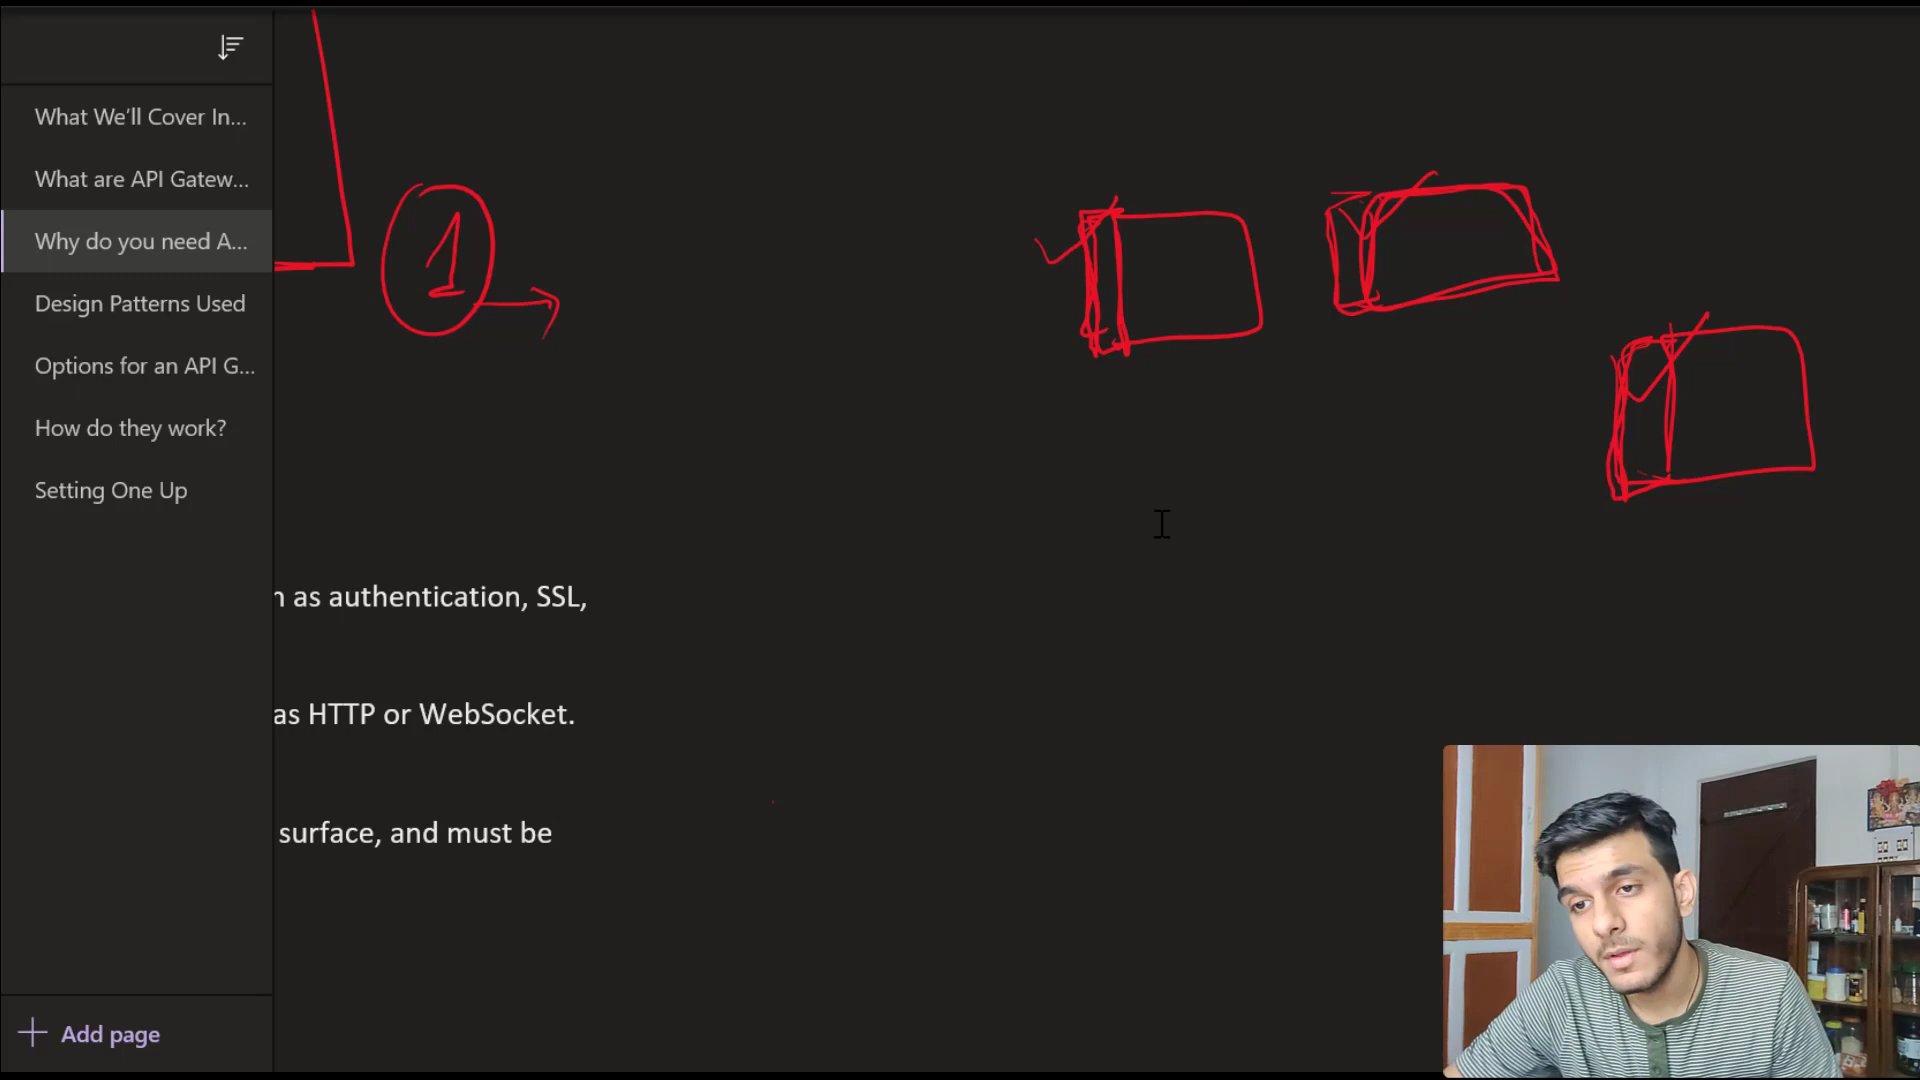 What We'll Cover In...
What are API Gatew...
Why do you need A...
Design Patterns Used
Options for an API G...
How do they work?
Setting One Up
Add page
1
as authentication, SSL,
as HTTP or WebSocket.
surface, and must be